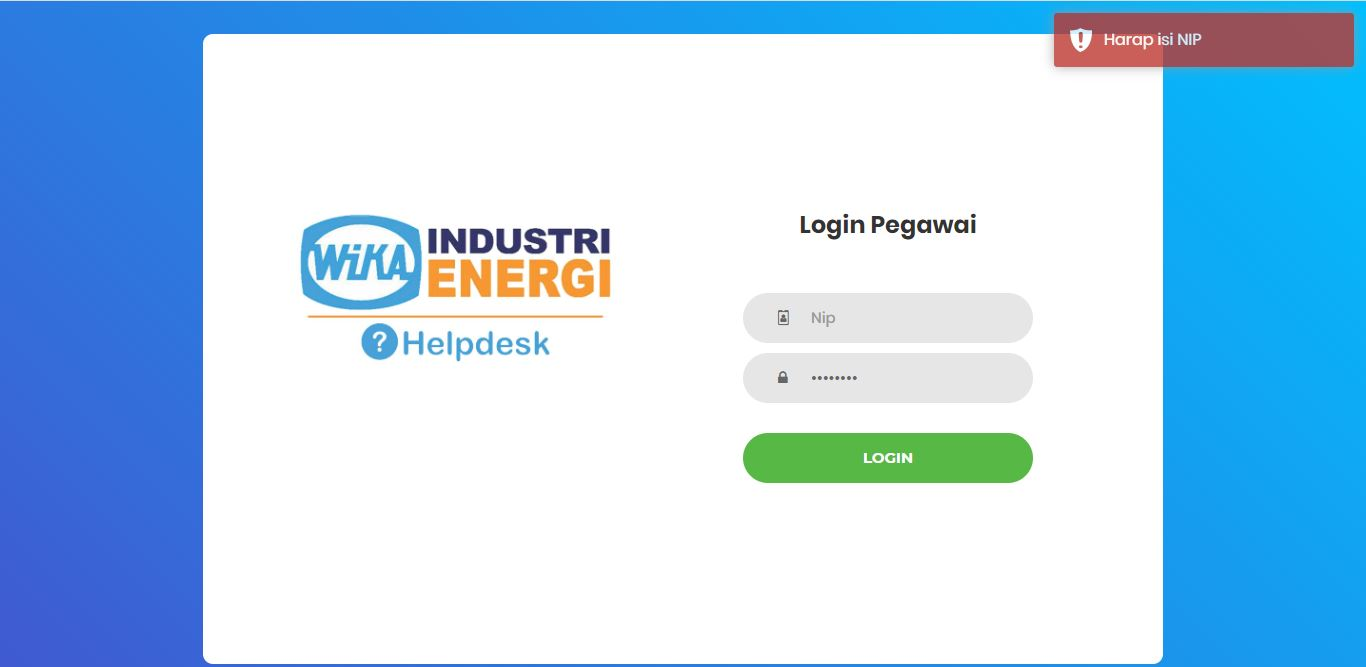 Harap isi NIP
WiKA INDUSTRI
ENERGI
? Helpdesk
Login Pegawai
Nip
••••••••
LOGIN